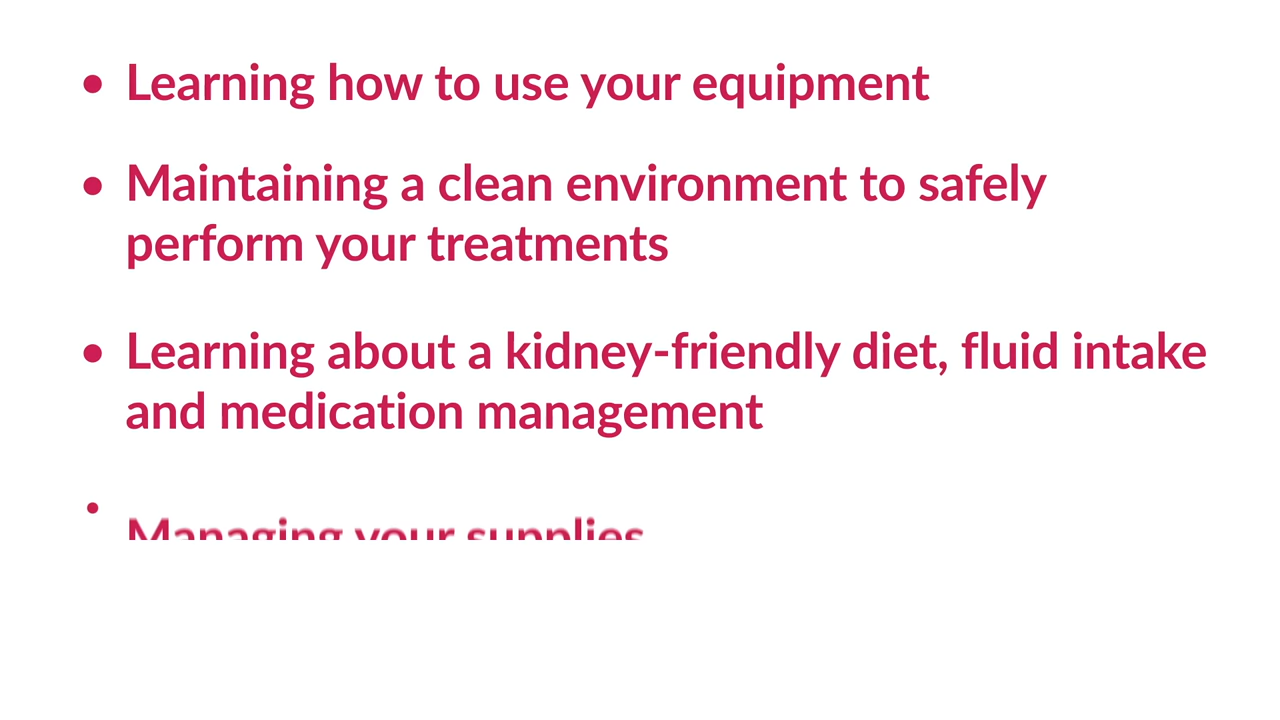 • Learning how to use your equipment
• Maintaining a clean environment to safely
perform your treatments
• Learning about a kidney-friendly diet, fluid intake
and medication management
• Managing your supplies